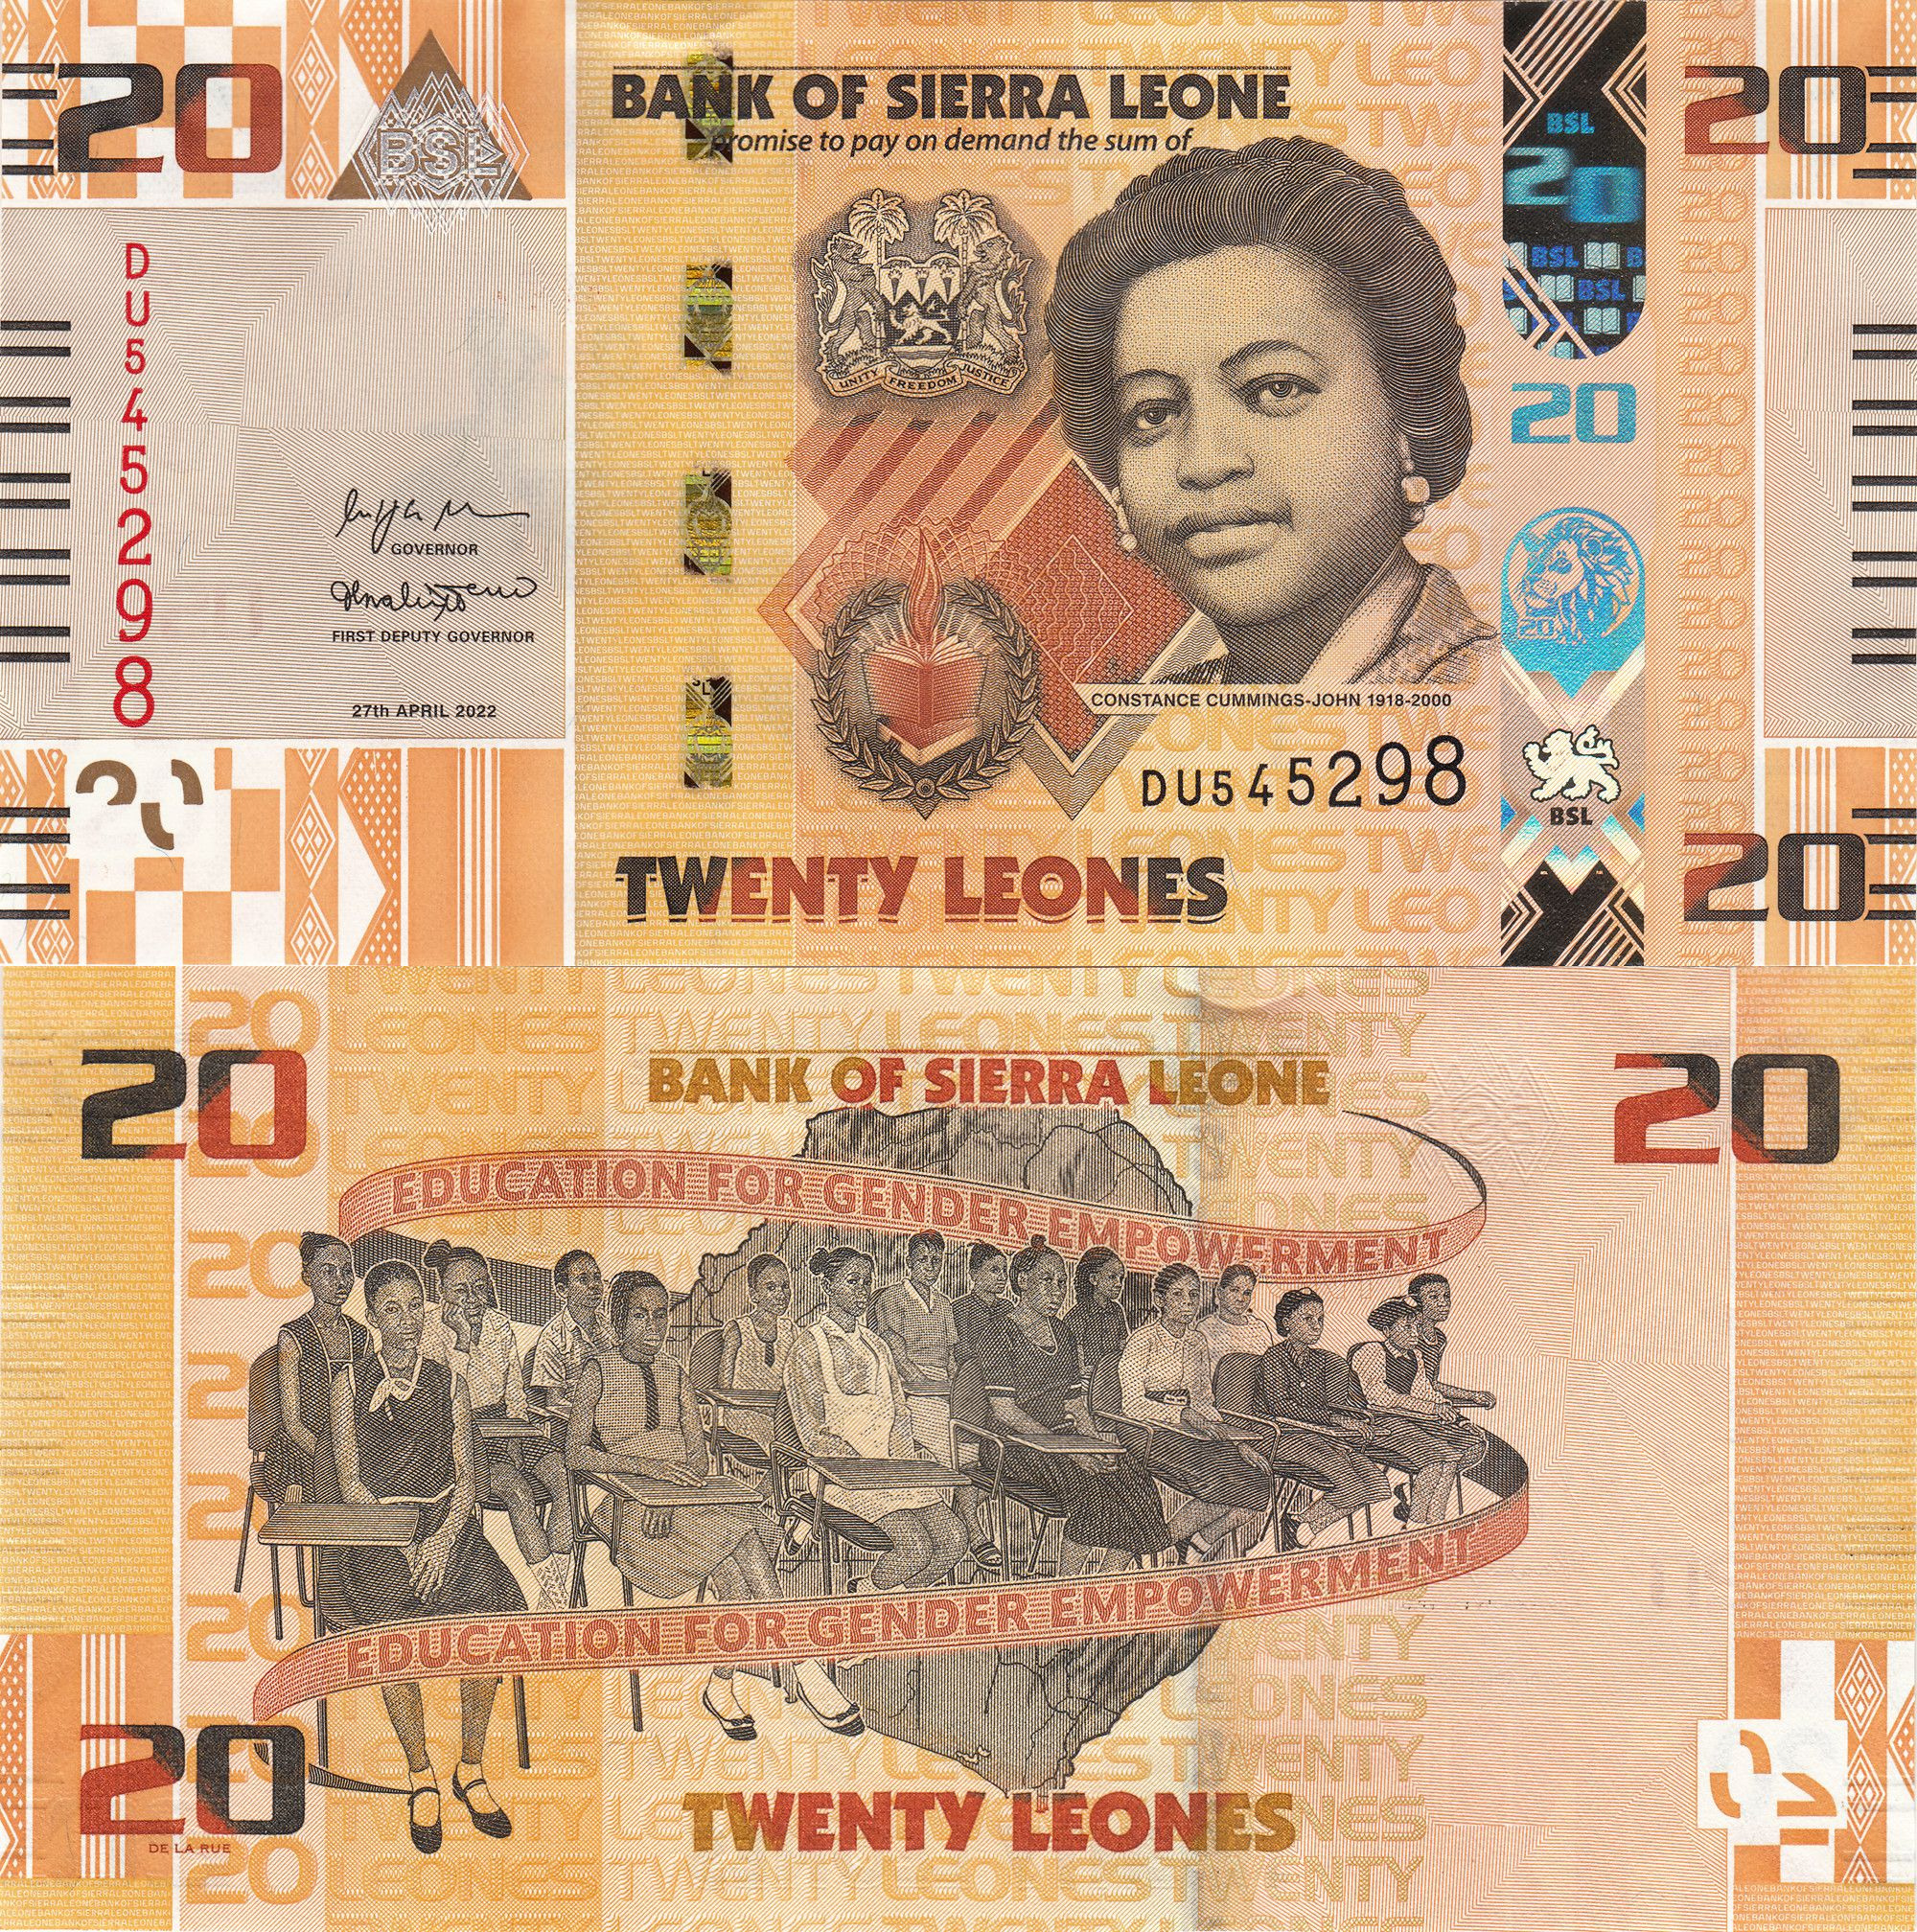 20
BSL
BANK OF SIERRA LEONE
promise to pay on demand the sum of
BSL
20
BSL
BSL
20
DU545298
UNITY FREEDOM JUSTICE
20
20
GOVERNOR
FIRST DEPUTY GOVERNOR
27th APRIL 2022
CONSTANCE CUMMINGS-JOHN 1918-2000
DU545298
BSL
TWENTY LEONES
20
20
BANK OF SIERRA LEONE
20
EDUCATION FOR GENDER EMPOWERMENT
EDUCATION FOR GENDER EMPOWERMENT
20
DE LA RUE
TWENTY LEONES